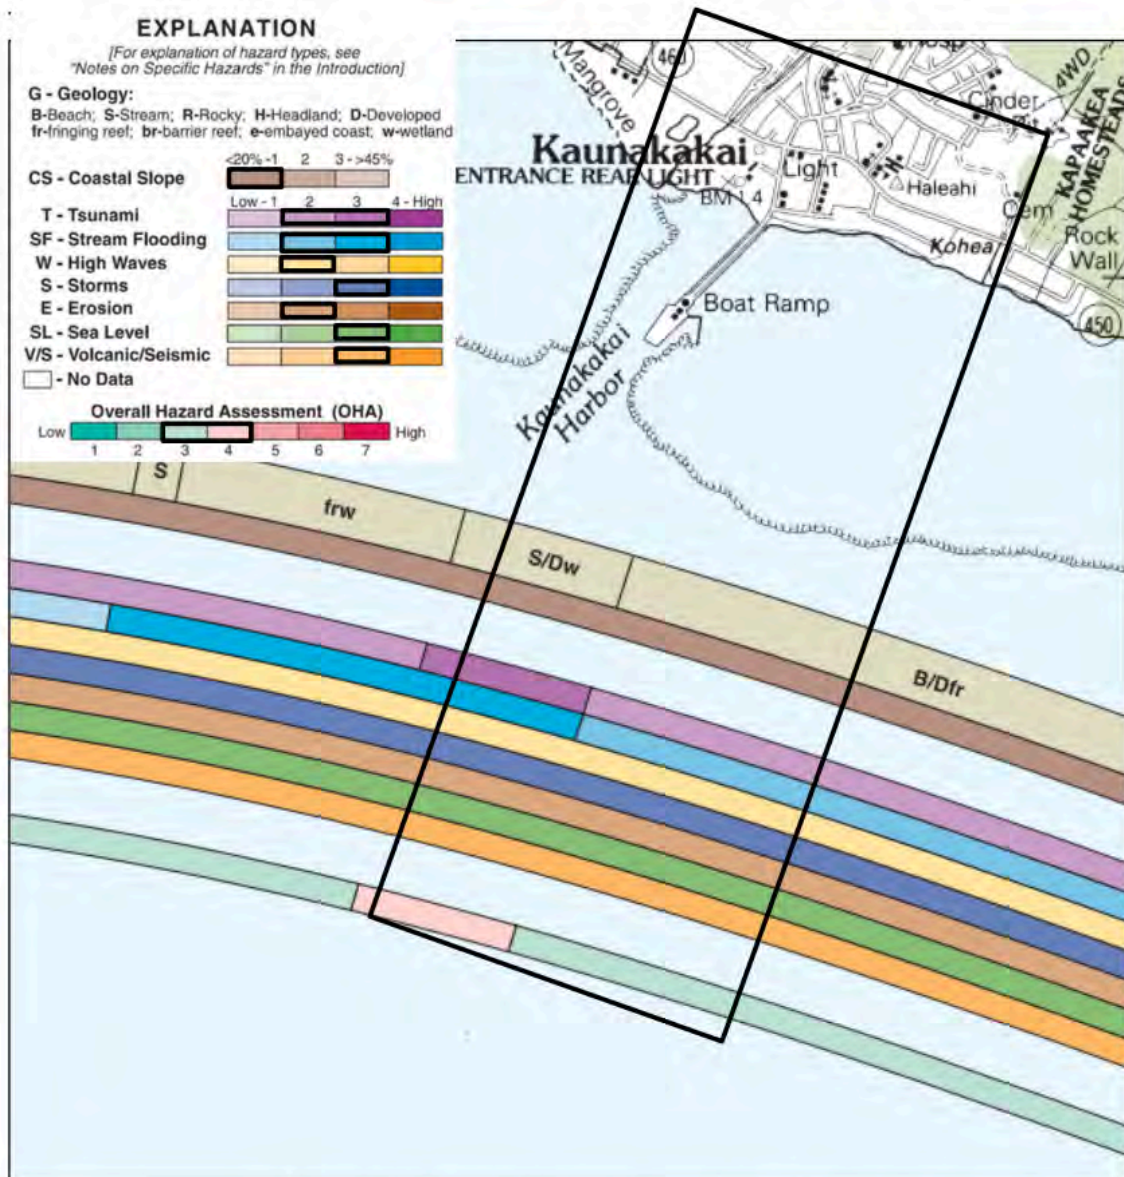 EXPLANATION
[For explanation of hazard types, see
"Notes on Specific Hazards" in the Introduction]
G - Geology:
B-Beach; S-Stream; R-Rocky; H-Headland; D-Developed
fr-fringing reef; br-barrier reef; e-embayed coast; w-wetland
<20% -1 2 3 - >45%
CS - Coastal Slope
Low - 1 2 3 4 - High
T - Tsunami
SF - Stream Flooding
W - High Waves
S - Storms
E - Erosion
SL - Sea Level
V/S - Volcanic/Seismic
- No Data
Overall Hazard Assessment (OHA)
Low High
1 2 3 4 5 6 7
Mangrove
460
Hosp
4WD
Cinder
KAPAAKEA
HOMESTEADS
Kaunakakai
ENTRANCE REAR LIGHT
Light
BM 1.4
Haleahi
Cem
Kohea
Rock
Wall
450
Boat Ramp
Kaunakakai
Harbor
S
frw
S/Dw
B/Dfr